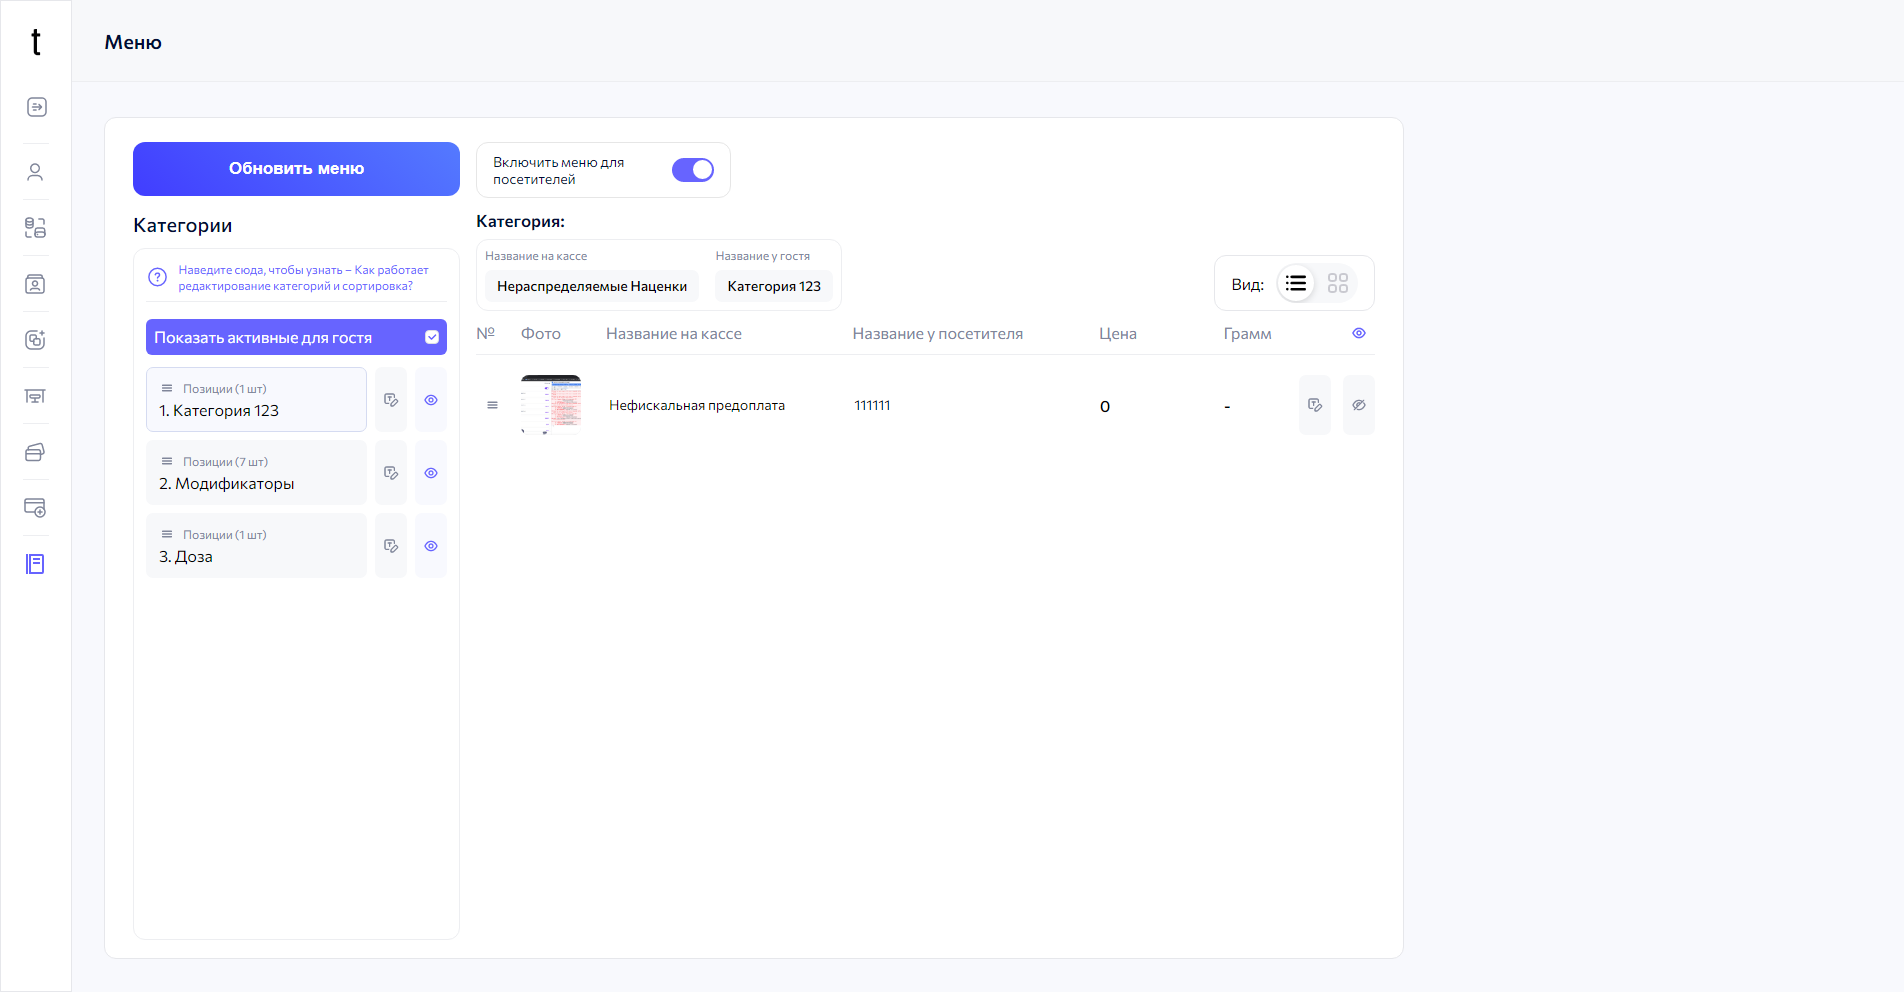 t
Меню
Обновить меню
Включить меню для
посетителей
Категории
Наведите сюда, чтобы узнать – Как работает
редактирование категорий и сортировка?
Показать активные для гостя
Позиции (1 шт)
1. Категория 123
Позиции (7 шт)
2. Модификаторы
Позиции (1 шт)
3. Доза
Категория:
Название на кассе
Название у гостя
Нераспределяемые Наценки
Категория 123
Вид:
№ Фото Название на кассе Название у посетителя Цена Грамм
Нефискальная предоплата 111111 0 -